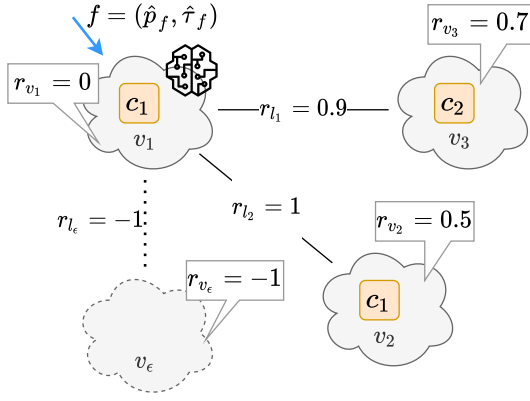 f = (p̂_f, τ̂_f)
r_{v_3} = 0.7
r_{v_1} = 0
c_1
v_1
r_{l_1} = 0.9
c_2
v_3
r_{l_ϵ} = −1
r_{l_2} = 1
r_{v_2} = 0.5
r_{v_ϵ} = −1
c_1
v_2
v_ϵ